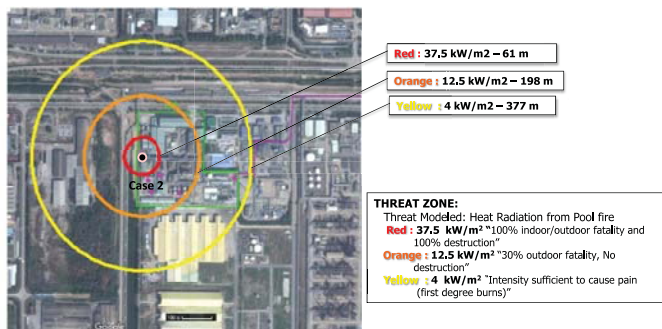 Red : 37.5 kW/m2 – 61 m
Orange : 12.5 kW/m2 – 198 m
Yellow : 4 kW/m2 – 377 m
Case 2
THREAT ZONE:
Threat Modeled: Heat Radiation from Pool fire
Red : 37.5 kW/m² "100% indoor/outdoor fatality and
100% destruction"
Orange : 12.5 kW/m² "30% outdoor fatality, No
destruction"
Yellow : 4 kW/m² "Intensity sufficient to cause pain
(first degree burns)"
Google